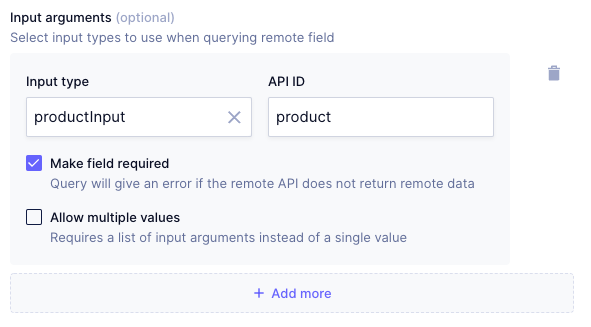 Input arguments (optional)
Select input types to use when querying remote field
Input type
API ID
productInput
product
Make field required
Query will give an error if the remote API does not return remote data
Allow multiple values
Requires a list of input arguments instead of a single value
+ Add more